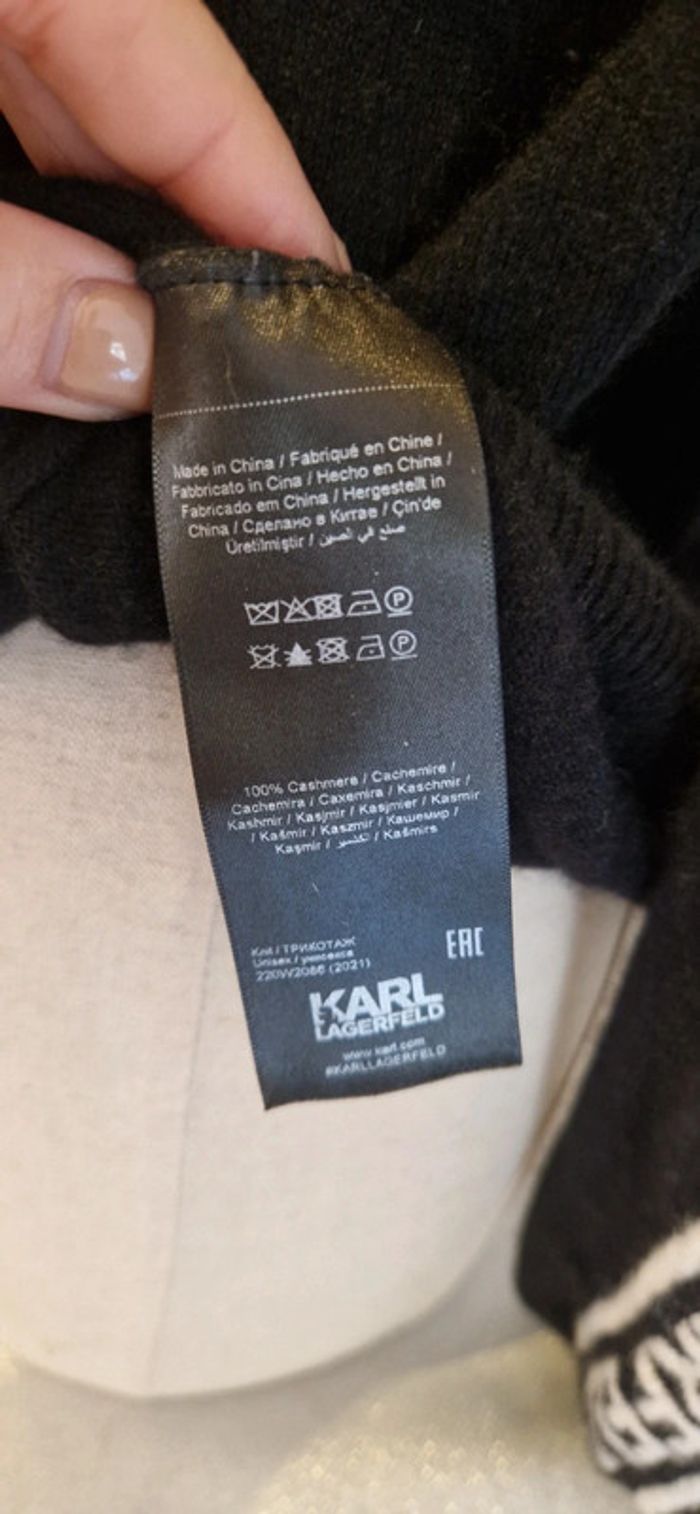 Made in China / Fabriqué en Chine /
Fabbricato in Cina / Hecho en China /
Fabricado em China / Hergestellt in
China / Сделано в Китае / Çin'de
Üretilmiştir / صنع في الصين
P
P
100% Cashmere / Cachemire /
Cachemira / Caxemira / Kaschmir /
Kashmir / Kasjmir / Kasjmier / Kasmir
/ Kašmir / Kaszmir / Кашемир /
Kaşmir / كشمير / Kašmirs
Knit / ТРИКОТАЖ
Unisex / унисекс
220W2086 (2021)
EAC
KARL
LAGERFELD
www.karl.com
#KARLLAGERFELD